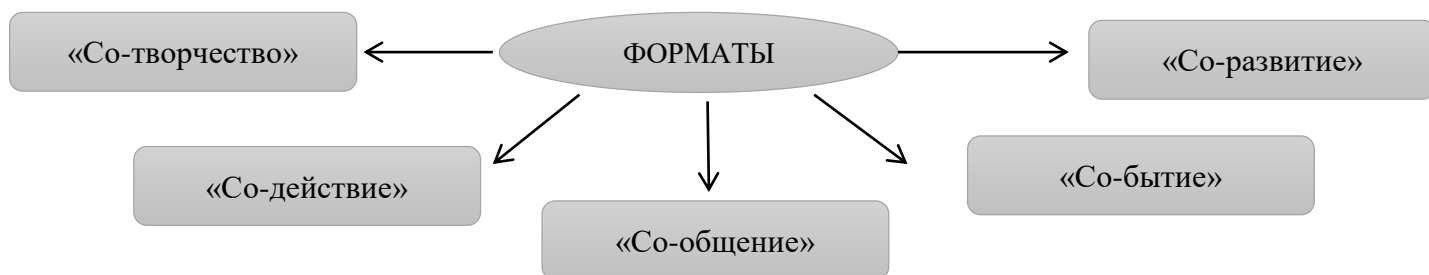 «Со-творчество»
ФОРМАТЫ
«Со-развитие»
«Со-действие»
«Со-бытие»
«Со-общение»